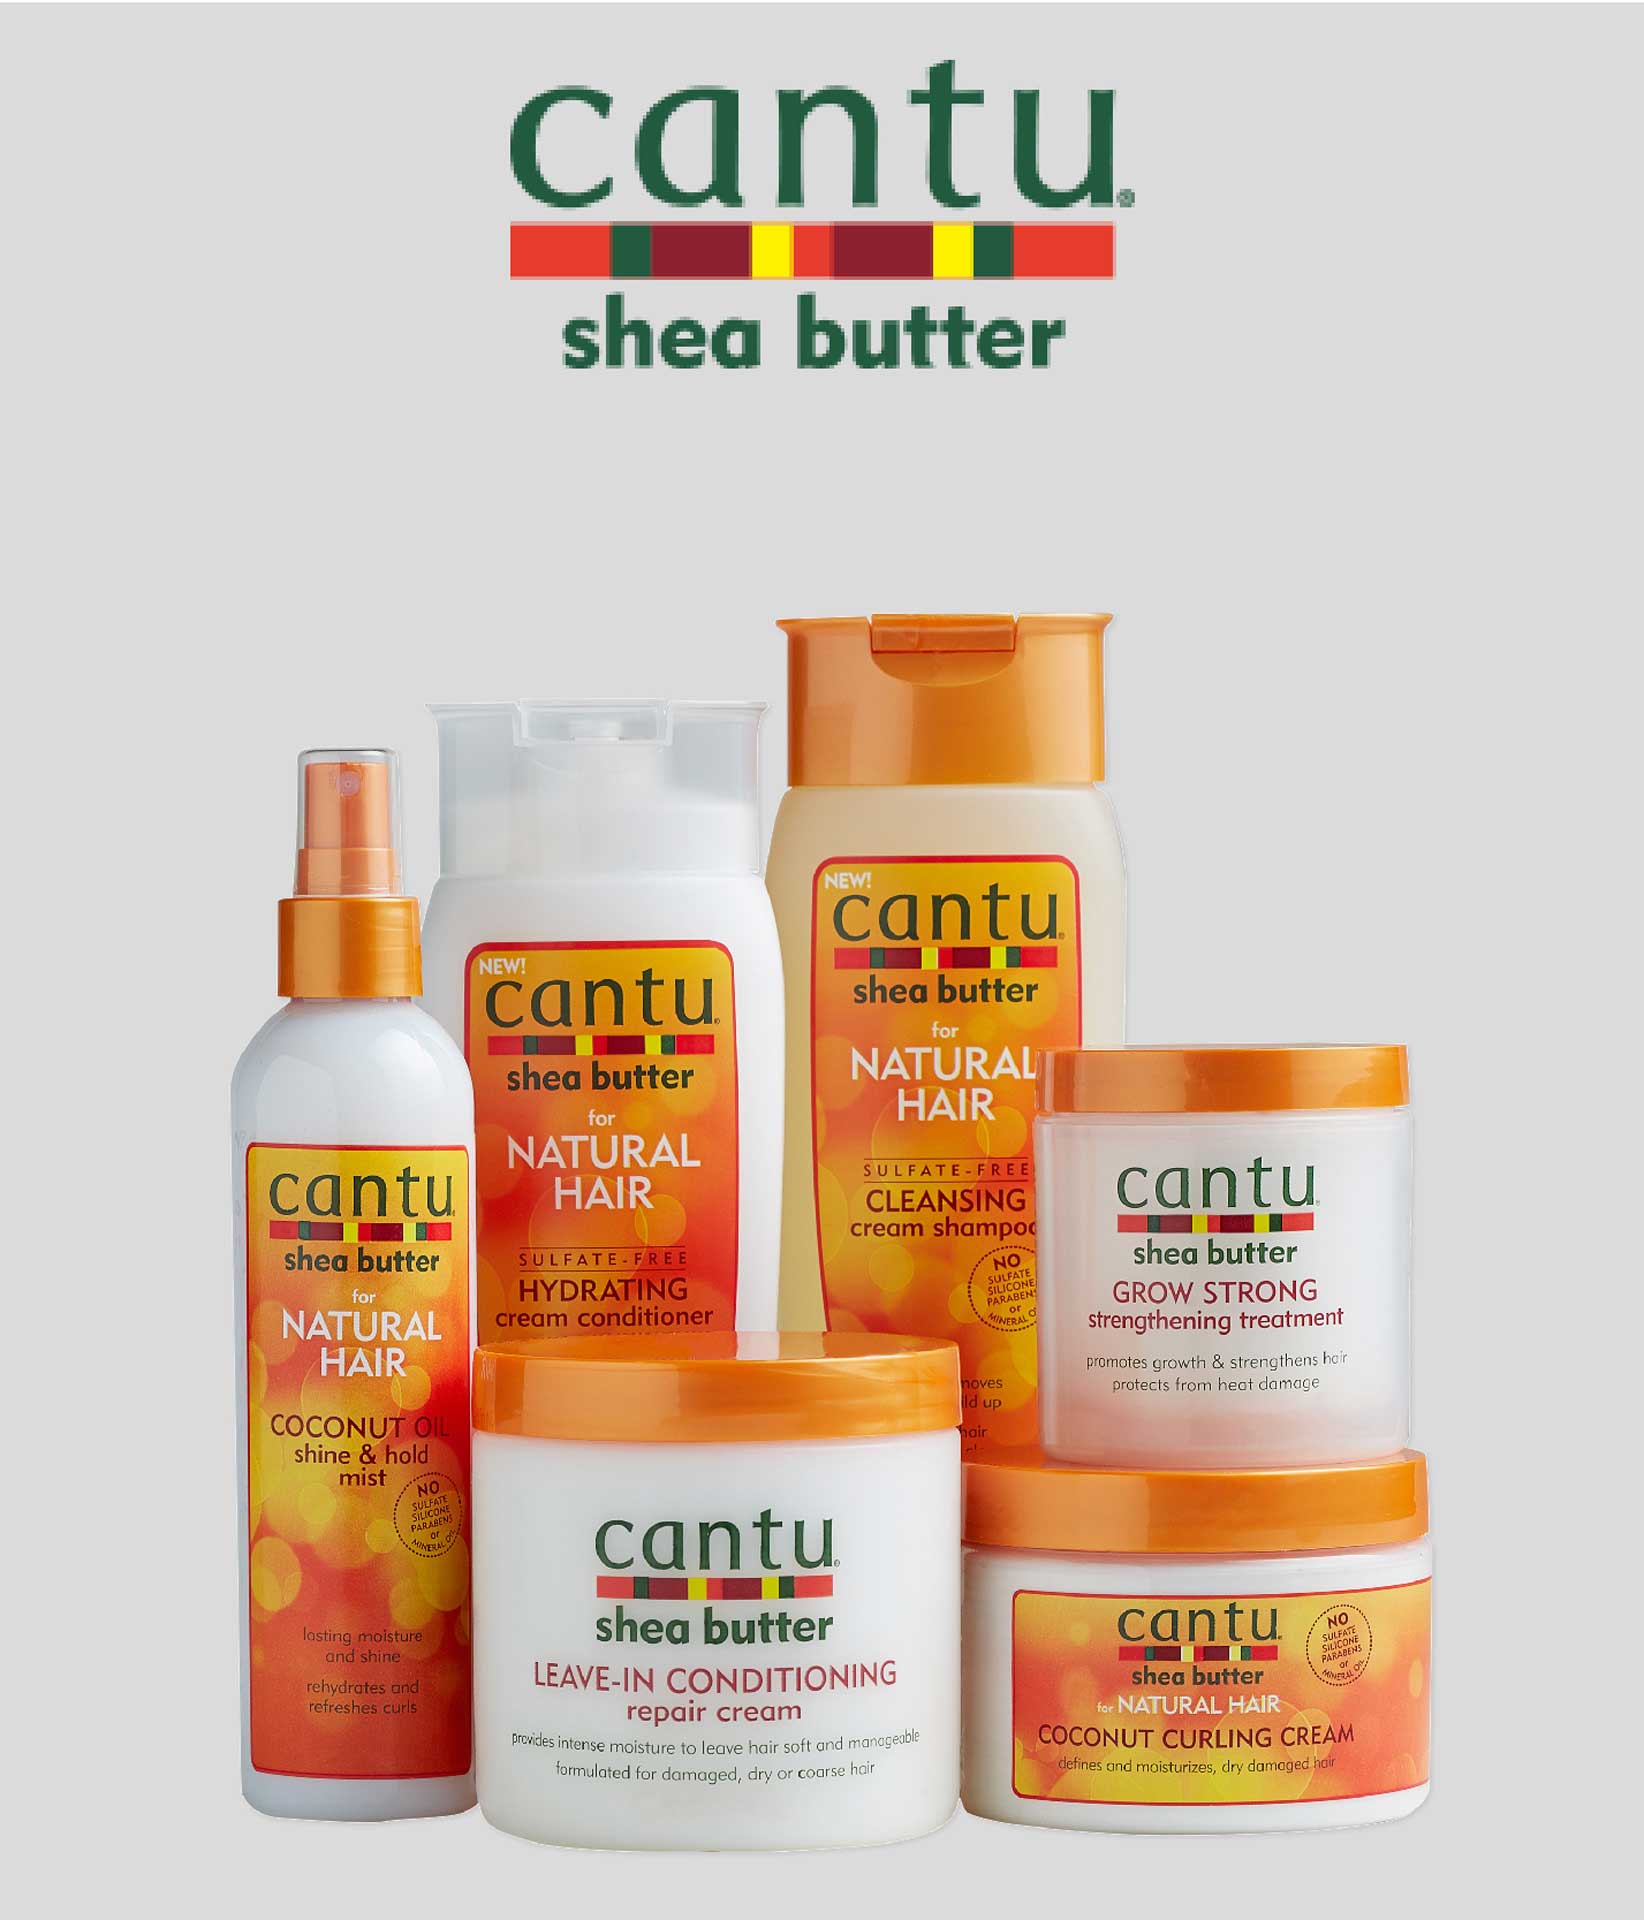 cantu
shea butter
NEW!
cantu
shea butter
for
NATURAL
HAIR
SULFATE-FREE
CLEANSING
cream shampoo
NO
SULFATE
SILICONE
PARABENS
or
MINERAL OIL
moves
ild up
hair
NEW!
cantu
shea butter
for
NATURAL
HAIR
SULFATE-FREE
HYDRATING
cream conditioner
cantu
shea butter
for
NATURAL
HAIR
COCONUT OIL
shine & hold
mist
NO
SULFATE
SILICONE
PARABENS
or
MINERAL OIL
lasting moisture
and shine
rehydrates and
refreshes curls
cantu
shea butter
GROW STRONG
strengthening treatment
promotes growth & strengthens hair
protects from heat damage
cantu
shea butter
LEAVE-IN CONDITIONING
repair cream
provides intense moisture to leave hair soft and manageable
formulated for damaged, dry or coarse hair
cantu
shea butter
for NATURAL HAIR
COCONUT CURLING CREAM
defines and moisturizes, dry damaged hair
NO
SULFATE
SILICONE
PARABENS
or
MINERAL OIL